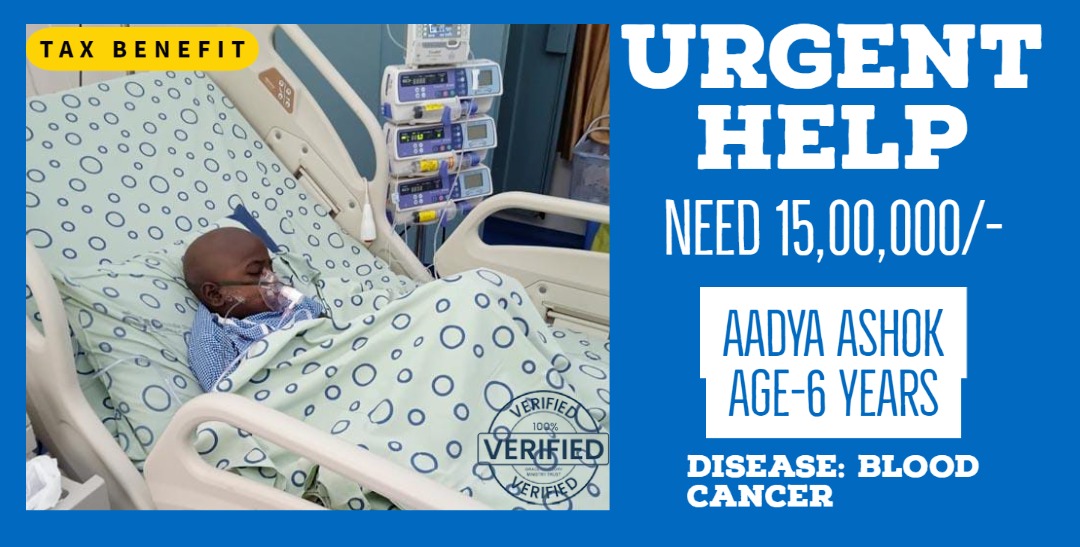 TAX BENEFIT
URGENT
HELP
NEED 15,00,000/-
AADYA ASHOK
AGE-6 YEARS
DISEASE: BLOOD
CANCER
VERIFIED
100%
VERIFIED
VERIFIED